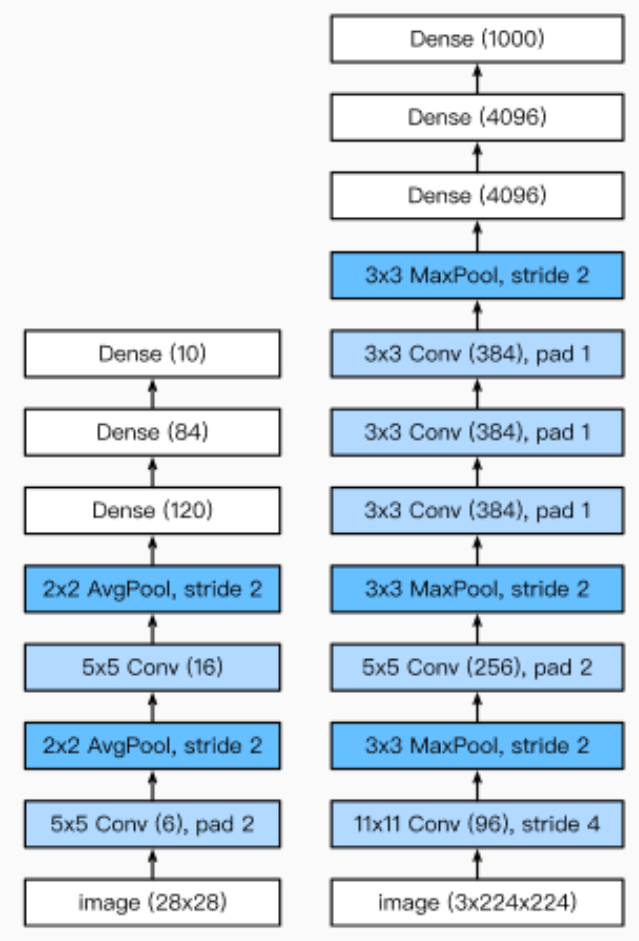 Dense (10)
Dense (84)
Dense (120)
2x2 AvgPool, stride 2
5x5 Conv (16)
2x2 AvgPool, stride 2
5x5 Conv (6), pad 2
image (28x28)
Dense (1000)
Dense (4096)
Dense (4096)
3x3 MaxPool, stride 2
3x3 Conv (384), pad 1
3x3 Conv (384), pad 1
3x3 Conv (384), pad 1
3x3 MaxPool, stride 2
5x5 Conv (256), pad 2
3x3 MaxPool, stride 2
11x11 Conv (96), stride 4
image (3x224x224)